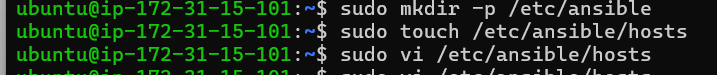 ubuntu@ip-172-31-15-101:~$ sudo mkdir -p /etc/ansible
ubuntu@ip-172-31-15-101:~$ sudo touch /etc/ansible/hosts
ubuntu@ip-172-31-15-101:~$ sudo vi /etc/ansible/hosts